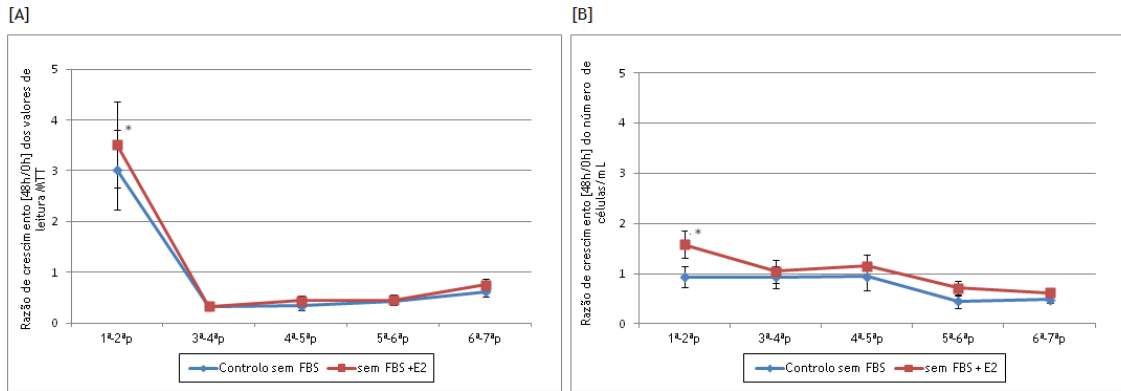 [A]
[B]
Razão de crescimento [48h/0h] dos valores de
leitura MTT
5
4
3
2
1
0
*
1ª-2ªp
3ª-4ªp
4ª-5ªp
5ª-6ªp
6ª-7ªp
Controlo sem FBS
sem FBS +E2
Razão de crescimento [48h/0h] do número de
células/mL
5
4
3
2
1
0
*
1ª-2ªp
3ª-4ªp
4ª-5ªp
5ª-6ªp
6ª-7ªp
Controlo sem FBS
sem FBS + E2